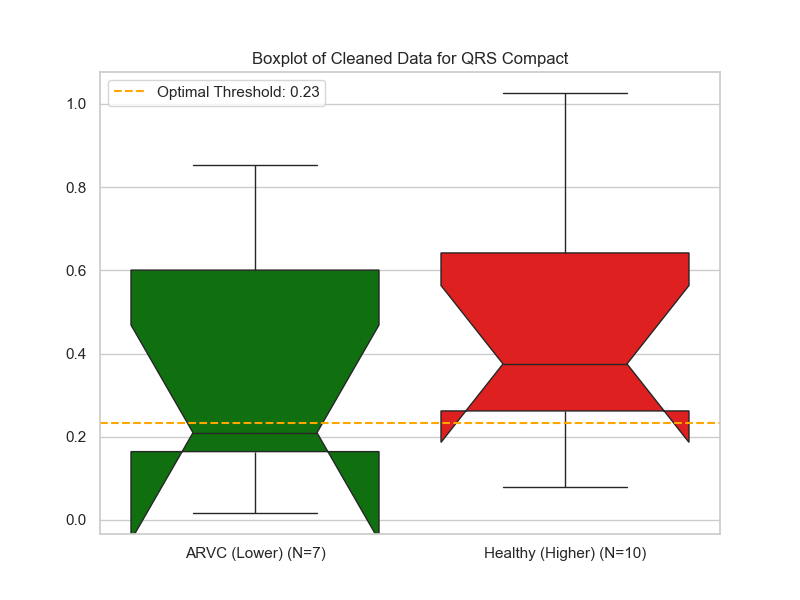 Boxplot of Cleaned Data for QRS Compact
Optimal Threshold: 0.23
1.0
0.8
0.6
0.4
0.2
0.0
ARVC (Lower) (N=7)
Healthy (Higher) (N=10)